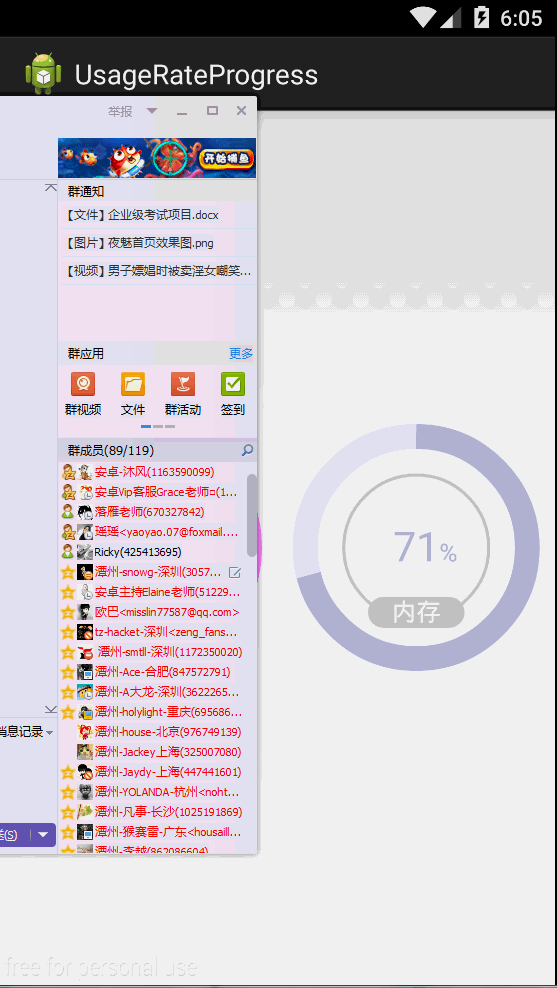 6:05
UsageRateProgress
举报
开始捕鱼
群通知
【文件】企业级考试项目.docx
【图片】夜魅首页效果图.png
【视频】男子嫖娼时被卖淫女嘲笑...
群应用
更多
群视频 文件 群活动 签到
群成员(89/119)
安卓-沐风(1163590099)
安卓Vip客服Grace老师¤(1...
落雁老师(670327842)
瑶瑶<yaoyao.07@foxmail....
Ricky(425413695)
潭州-snowg-深圳(3057...
安卓主持Elaine老师(51229...
欧巴<misslin77587@qq.com>
tz-hacket-深圳<zeng_fans...
潭州-smtll-深圳(1172350020)
潭州-Ace-合肥(847572791)
潭州-A大龙-深圳(3622265...
潭州-holylight-重庆(695686...
潭州-house-北京(976749139)
潭州-Jackey上海(325007080)
潭州-Jaydy-上海(447441601)
潭州-YOLANDA-杭州<noht...
潭州-凡事-长沙(1025191869)
潭州-猴赛雷-广东<housaill...
潭州-李越(862086604)
消息记录
(S)
71%
内存
free for personal use